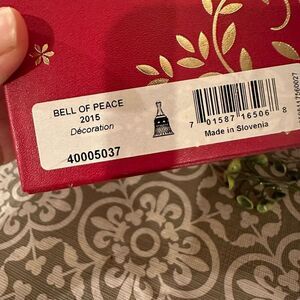 BELL OF PEACE
2015
Décoration
40005037
7 01587 16506 8
Made in Slovenia